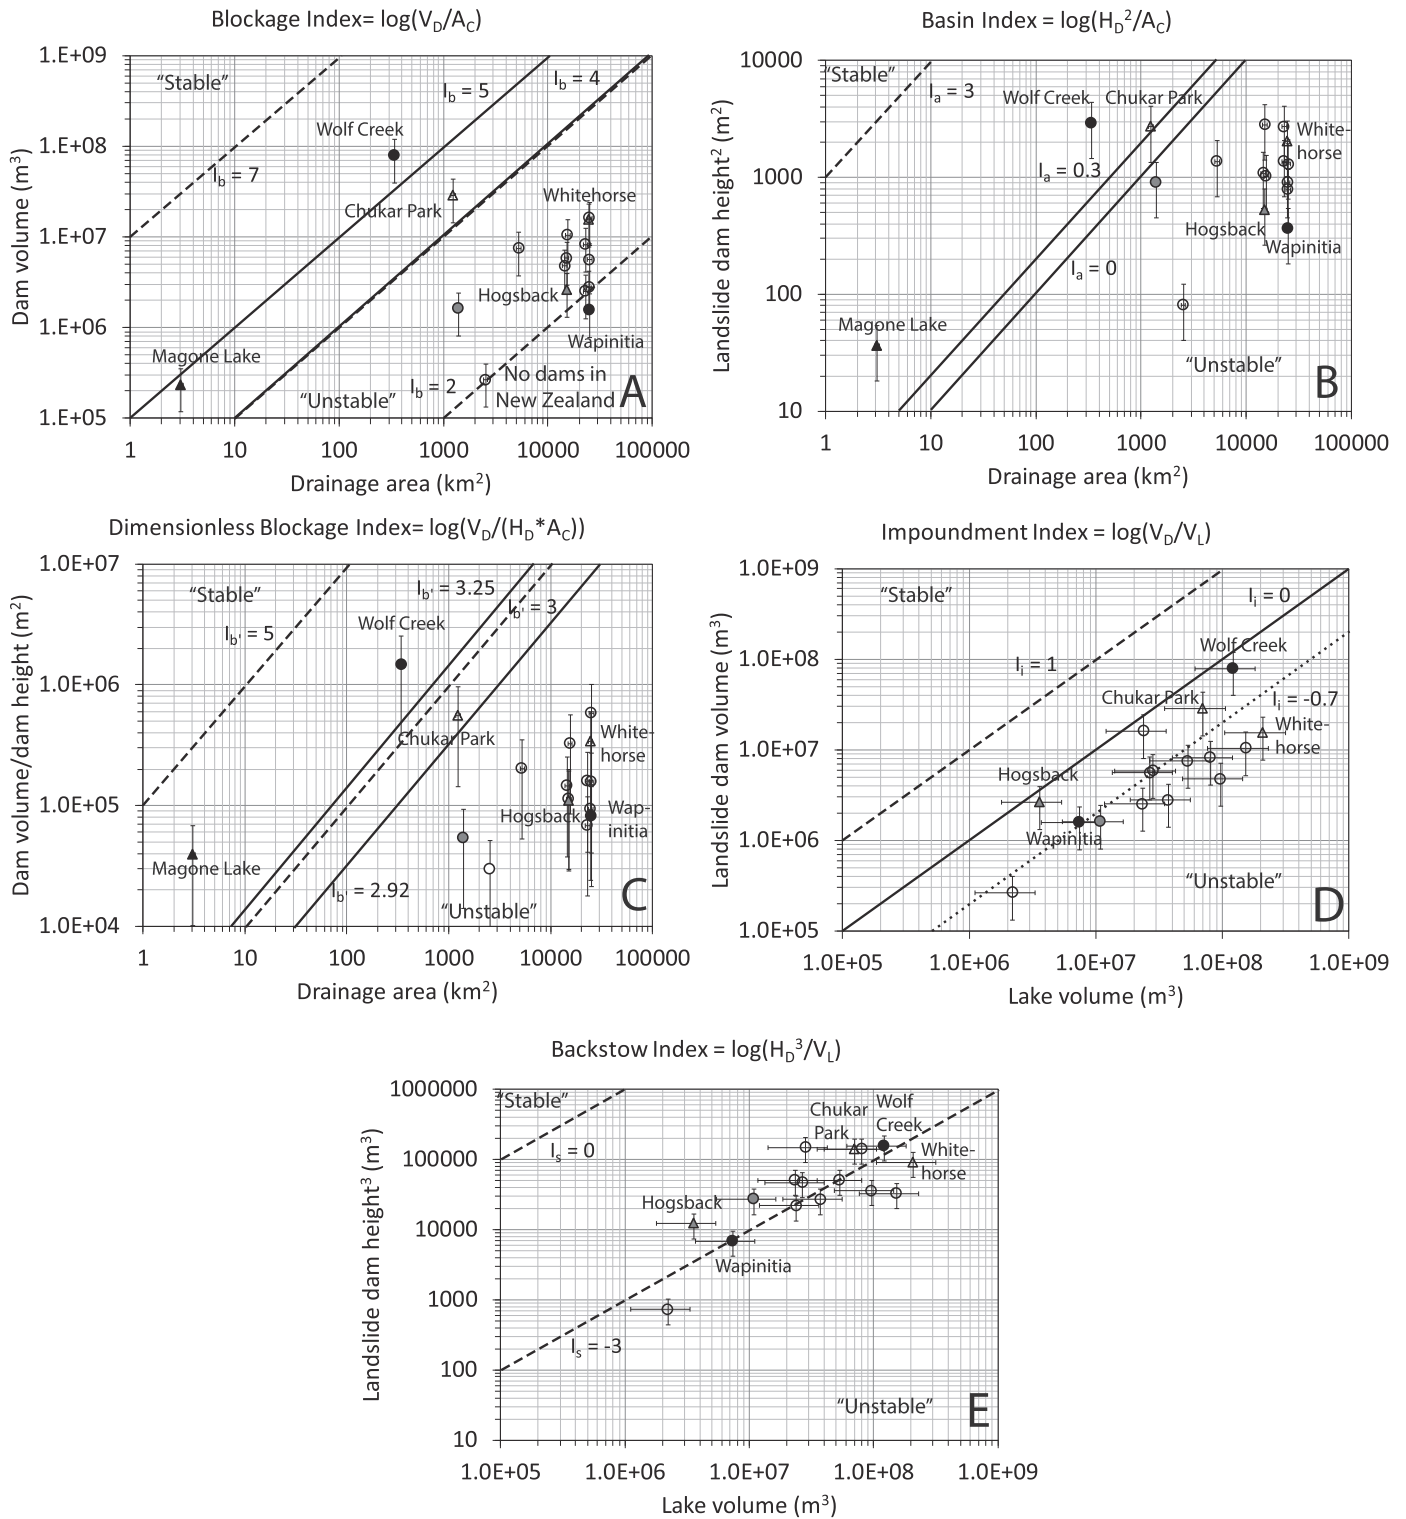 Blockage Index= log(V_D/A_C)
1.E+09
1.E+08
1.E+07
1.E+06
1.E+05
Dam volume (m³)
"Stable"
I_b = 7
I_b = 5
I_b = 4
Wolf Creek
Chukar Park
Whitehorse
Hogsback
Wapinitia
Magone Lake
I_b = 2
No dams in
New Zealand
"Unstable"
A
1 10 100 1000 10000 100000
Drainage area (km²)
Basin Index = log(H_D²/A_C)
10000
1000
100
10
Landslide dam height² (m²)
"Stable"
I_a = 3
Wolf Creek
Chukar Park
I_a = 0.3
White-
horse
Hogsback
Wapinitia
I_a = 0
Magone Lake
"Unstable"
B
1 10 100 1000 10000 100000
Drainage area (km²)
Dimensionless Blockage Index= log(V_D/(H_D*A_C))
1.0E+07
1.0E+06
1.0E+05
1.0E+04
Dam volume/dam height (m²)
"Stable"
I_b' = 5
I_b' = 3.25
I_b' = 3
Wolf Creek
Chukar Park
White-
horse
Hogsback
Wap-
initia
Magone Lake
I_b' = 2.92
"Unstable"
C
1 10 100 1000 10000 100000
Drainage area (km²)
Impoundment Index = log(V_D/V_L)
1.0E+09
1.0E+08
1.0E+07
1.0E+06
1.0E+05
Landslide dam volume (m³)
"Stable"
I_i = 0
I_i = 1
Wolf Creek
Chukar Park
I_i = -0.7
White-
horse
Hogsback
Wapinitia
"Unstable"
D
1.0E+05 1.0E+06 1.0E+07 1.0E+08 1.0E+09
Lake volume (m³)
Backstow Index = log(H_D³/V_L)
1000000
100000
10000
1000
100
10
Landslide dam height³ (m³)
"Stable"
I_s = 0
Chukar
Park
Wolf
Creek
White-
horse
Hogsback
Wapinitia
I_s = -3
"Unstable"
E
1.0E+05 1.0E+06 1.0E+07 1.0E+08 1.0E+09
Lake volume (m³)